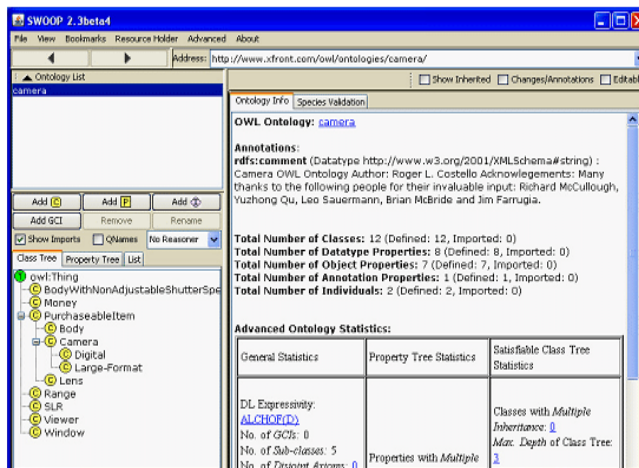 SWOOP 2.3beta4
File View Bookmarks Resource Holder Advanced About
Address: http://www.xfront.com/owl/ontologies/camera/
Ontology List
Show Inherited Changes/Annotations Editabl
camera
Ontology Info Species Validation
OWL Ontology: camera
Annotations:
rdfs:comment (Datatype http://www.w3.org/2001/XMLSchema#string) :
Camera OWL Ontology Author: Roger L. Costello Acknowlegements: Many
thanks to the following people for their invaluable input: Richard McCullough,
Yuzhong Qu, Leo Sauermann, Brian McBride and Jim Farrugia.
Total Number of Classes: 12 (Defined: 12, Imported: 0)
Total Number of Datatype Properties: 8 (Defined: 8, Imported: 0)
Total Number of Object Properties: 7 (Defined: 7, Imported: 0)
Total Number of Annotation Properties: 1 (Defined: 1, Imported: 0)
Total Number of Individuals: 2 (Defined: 2, Imported: 0)
Advanced Ontology Statistics:
General Statistics
Property Tree Statistics
Satisfiable Class Tree
Statistics
DL Expressivity:
ALCHOF(D)
No. of GCIs: 0
No. of Sub-classes: 5
No. of Disjoint Axioms: 0
Properties with Multiple
Classes with Multiple
Inheritance: 0
Max. Depth of Class Tree:
3
Add C Add P Add
Add GCI Remove Rename
Show Imports QNames No Reasoner
Class Tree Property Tree List
owl:Thing
C BodyWithNonAdjustableShutterSpe
C Money
C PurchaseableItem
C Body
C Camera
C Digital
C Large-Format
C Lens
C Range
C SLR
C Viewer
C Window